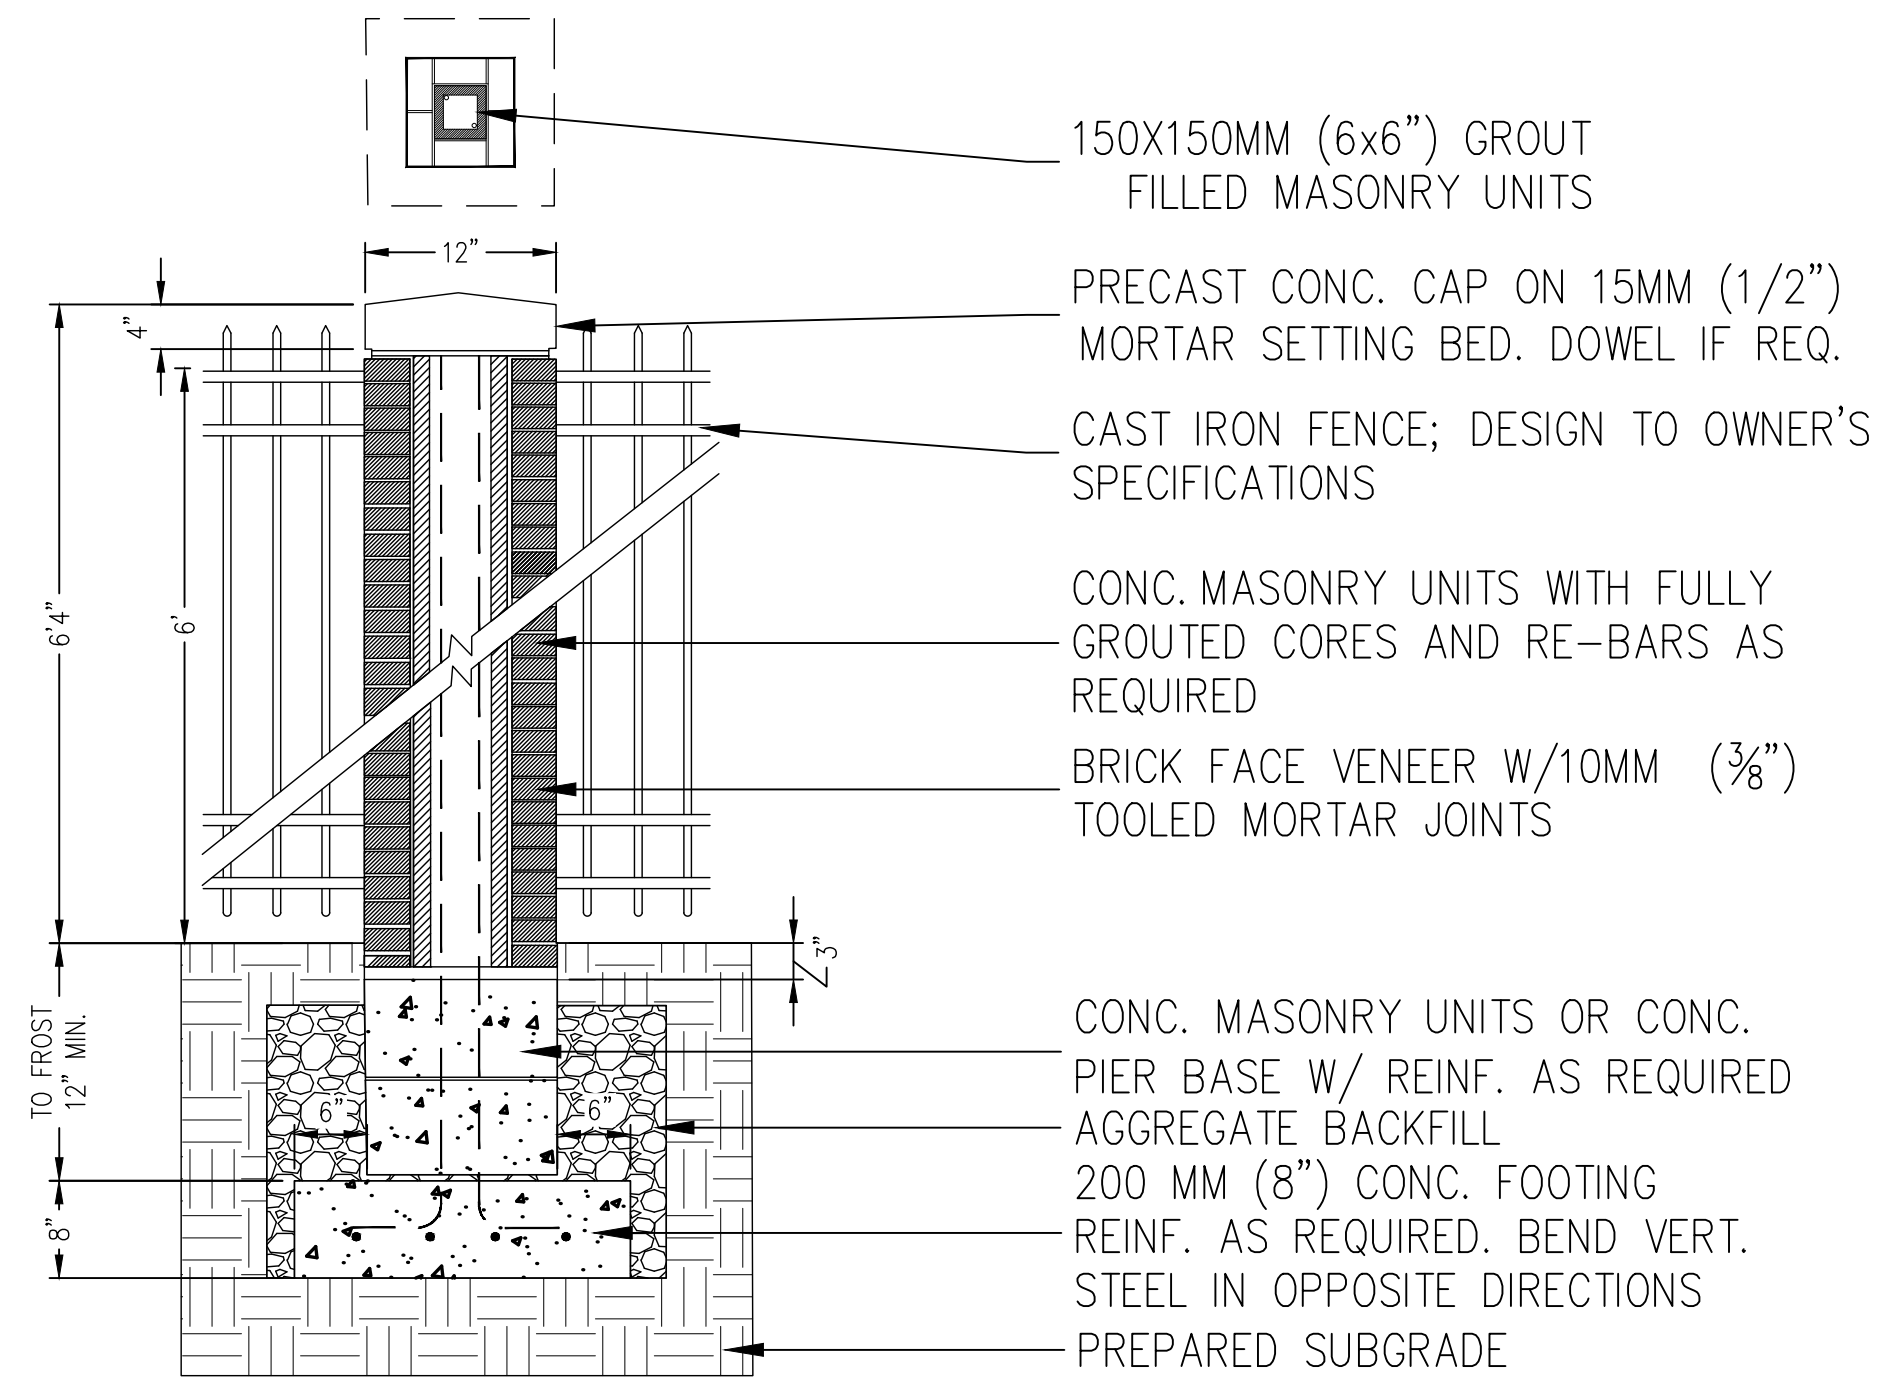 150X150MM (6x6") GROUT
FILLED MASONRY UNITS
12"
PRECAST CONC. CAP ON 15MM (1/2")
MORTAR SETTING BED. DOWEL IF REQ.
4"
CAST IRON FENCE; DESIGN TO OWNER'S
SPECIFICATIONS
6'4"
6'
CONC. MASONRY UNITS WITH FULLY
GROUTED CORES AND RE-BARS AS
REQUIRED
BRICK FACE VENEER W/10MM (3/8")
TOOLED MORTAR JOINTS
3"
TO FROST
12" MIN.
CONC. MASONRY UNITS OR CONC.
PIER BASE W/ REINF. AS REQUIRED
6"
6"
AGGREGATE BACKFILL
8"
200 MM (8") CONC. FOOTING
REINF. AS REQUIRED. BEND VERT.
STEEL IN OPPOSITE DIRECTIONS
PREPARED SUBGRADE